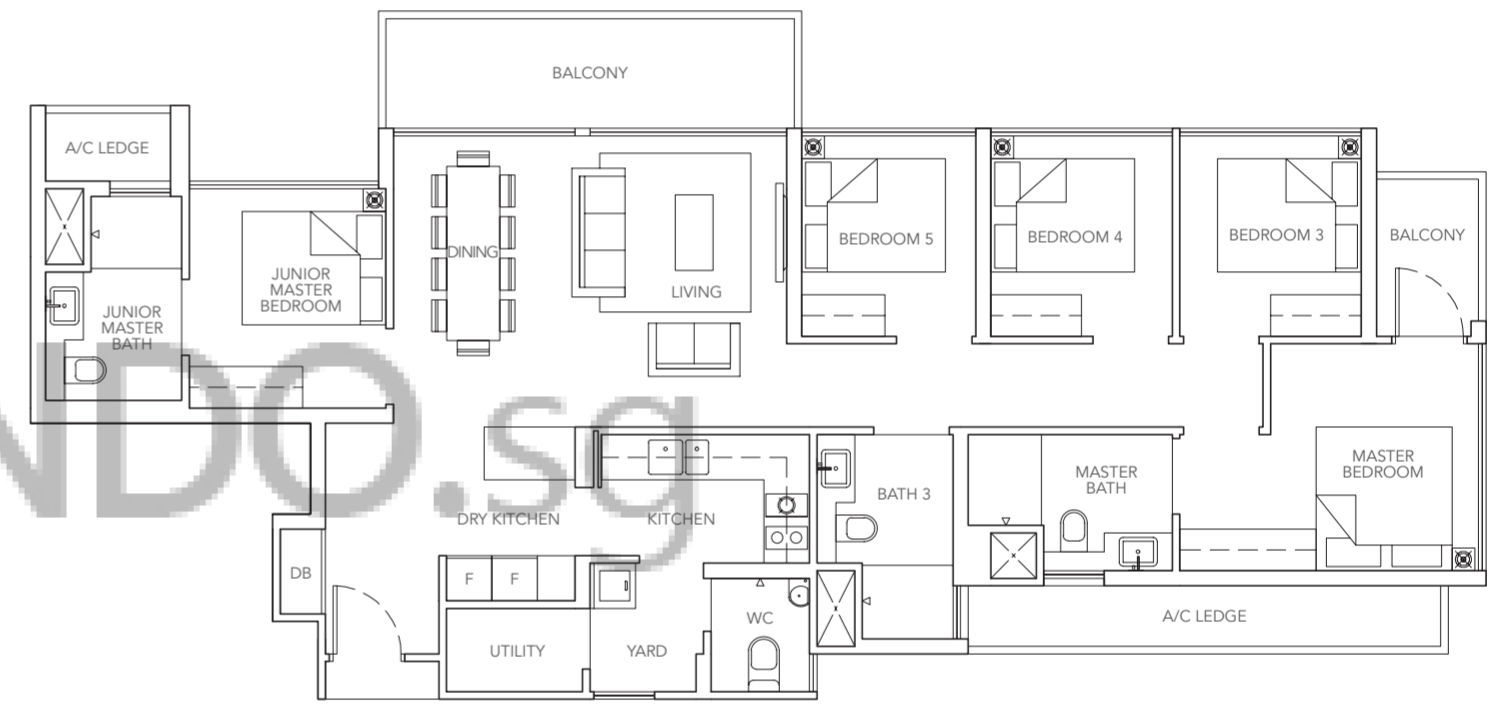 BALCONY
A/C LEDGE
BEDROOM 5
BEDROOM 4
BEDROOM 3
BALCONY
DINING
LIVING
JUNIOR
MASTER
BEDROOM
JUNIOR
MASTER
BATH
NDO.sg
DRY KITCHEN
KITCHEN
BATH 3
MASTER
BATH
MASTER
BEDROOM
DB
F
F
UTILITY
YARD
WC
A/C LEDGE